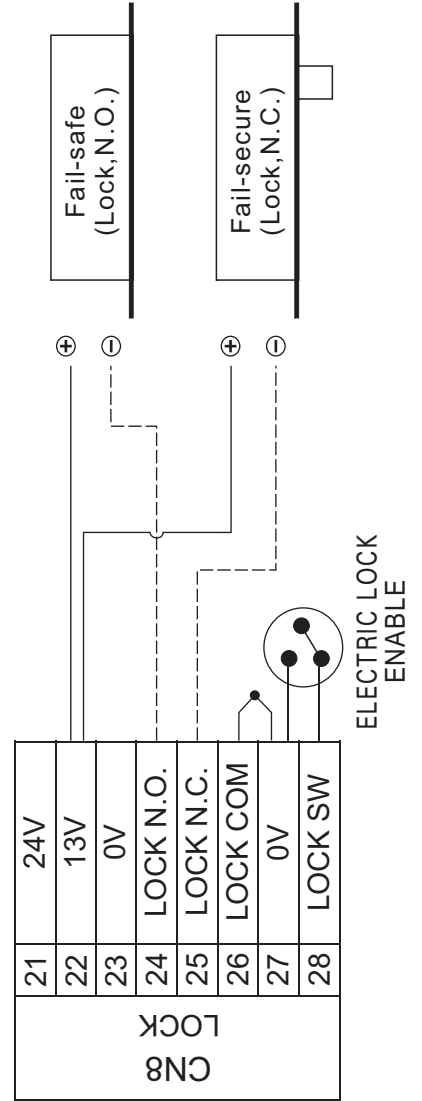 Fail-safe
(Lock,N.O.)
Fail-secure
(Lock,N.C.)
+
−
+
−
ELECTRIC LOCK
ENABLE
21 24V
22 13V
23 0V
24 LOCK N.O.
25 LOCK N.C.
26 LOCK COM
27 0V
28 LOCK SW
CN8
LOCK